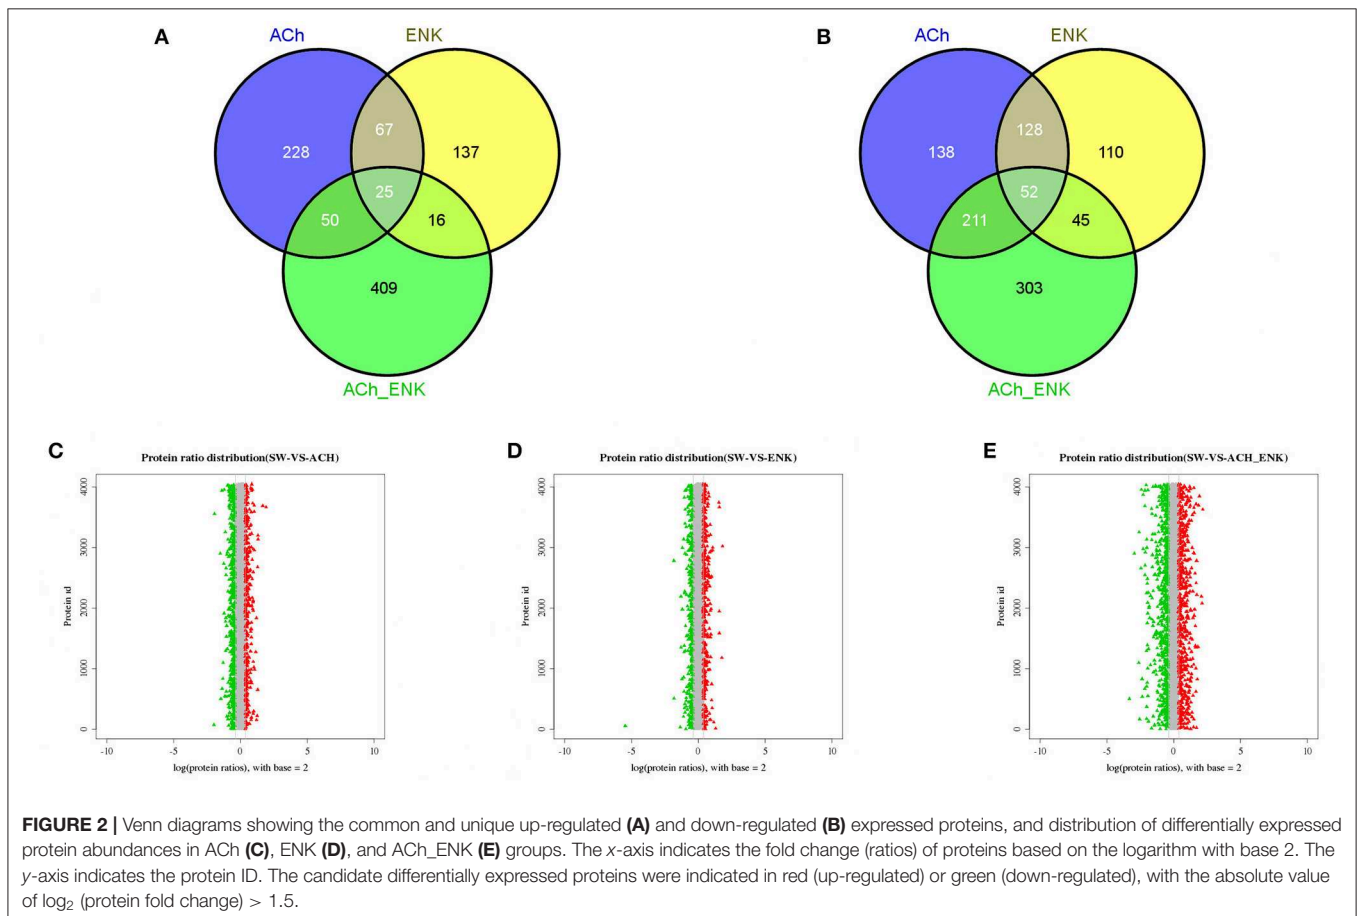 A
ACh
ENK
67
228
137
25
50
16
409
ACh_ENK
B
ACh
ENK
128
138
110
52
211
45
303
ACh_ENK
C
Protein ratio distribution(SW-VS-ACH)
Protein id
4000
3000
2000
1000
0
-10
-5
0
5
10
log(protein ratios), with base = 2
D
Protein ratio distribution(SW-VS-ENK)
Protein id
4000
3000
2000
1000
0
-10
-5
0
5
10
log(protein ratios), with base = 2
E
Protein ratio distribution(SW-VS-ACH_ENK)
Protein id
4000
3000
2000
1000
0
-10
-5
0
5
10
log(protein ratios), with base = 2
FIGURE 2 | Venn diagrams showing the common and unique up-regulated (A) and down-regulated (B) expressed proteins, and distribution of differentially expressed
protein abundances in ACh (C), ENK (D), and ACh_ENK (E) groups. The x-axis indicates the fold change (ratios) of proteins based on the logarithm with base 2. The
y-axis indicates the protein ID. The candidate differentially expressed proteins were indicated in red (up-regulated) or green (down-regulated), with the absolute value
of log₂ (protein fold change) > 1.5.